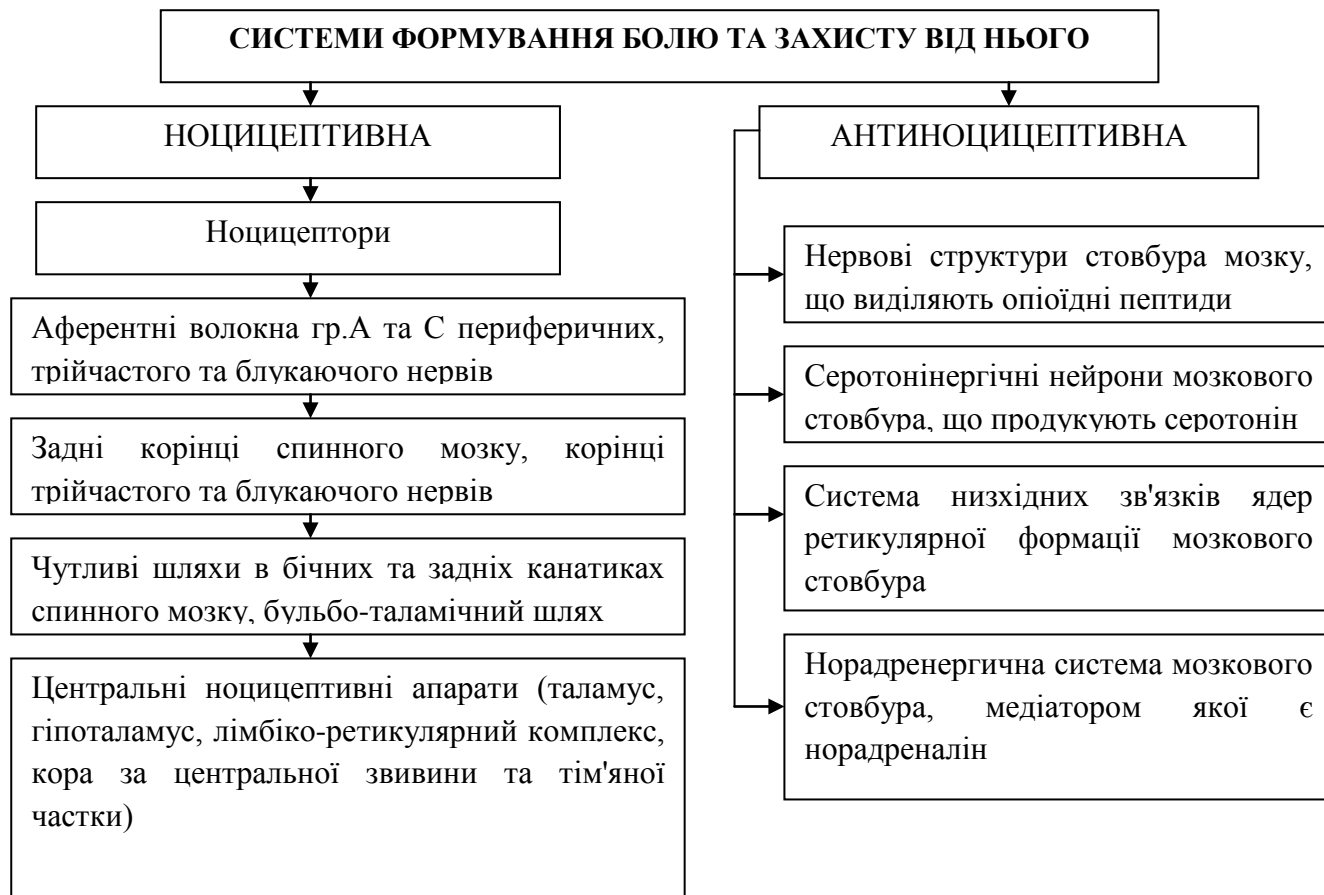 СИСТЕМИ ФОРМУВАННЯ БОЛЮ ТА ЗАХИСТУ ВІД НЬОГО
НОЦИЦЕПТИВНА
Ноцицептори
Аферентні волокна гр.А та С периферичних,
трійчастого та блукаючого нервів
Задні корінці спинного мозку, корінці
трійчастого та блукаючого нервів
Чутливі шляхи в бічних та задніх канатиках
спинного мозку, бульбо-таламічний шлях
Центральні ноцицептивні апарати (таламус,
гіпоталамус, лімбіко-ретикулярний комплекс,
кора за центральної звивини та тім'яної
частки)
АНТИНОЦИЦЕПТИВНА
Нервові структури стовбура мозку,
що виділяють опіоїдні пептиди
Серотонінергічні нейрони мозкового
стовбура, що продукують серотонін
Система низхідних зв'язків ядер
ретикулярної формації мозкового
стовбура
Норадренергична система мозкового
стовбура, медіатором якої є
норадреналін